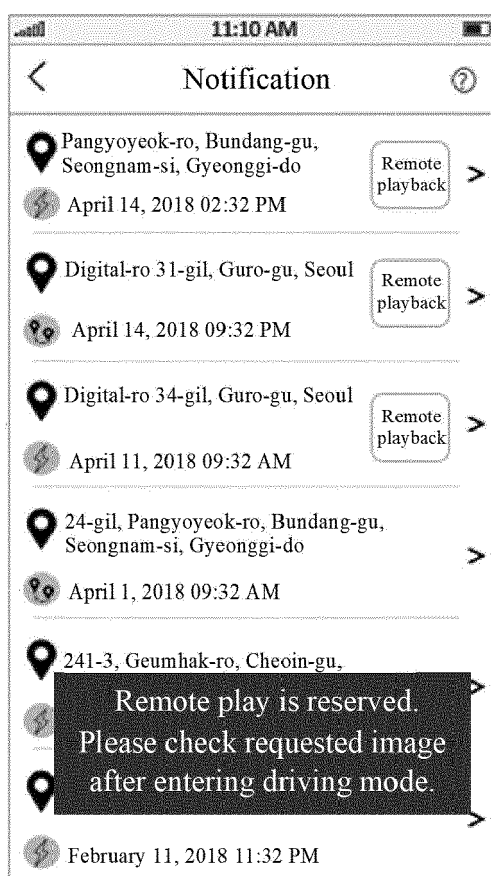 11:10 AM
Notification
?
Pangyoyeok-ro, Bundang-gu,
Seongnam-si, Gyeonggi-do
Remote
playback
April 14, 2018 02:32 PM
Digital-ro 31-gil, Guro-gu, Seoul
Remote
playback
April 14, 2018 09:32 PM
Digital-ro 34-gil, Guro-gu, Seoul
Remote
playback
April 11, 2018 09:32 AM
24-gil, Pangyoyeok-ro, Bundang-gu,
Seongnam-si, Gyeonggi-do
April 1, 2018 09:32 AM
241-3, Geumhak-ro, Cheoin-gu,
Remote play is reserved.
Please check requested image
after entering driving mode.
February 11, 2018 11:32 PM